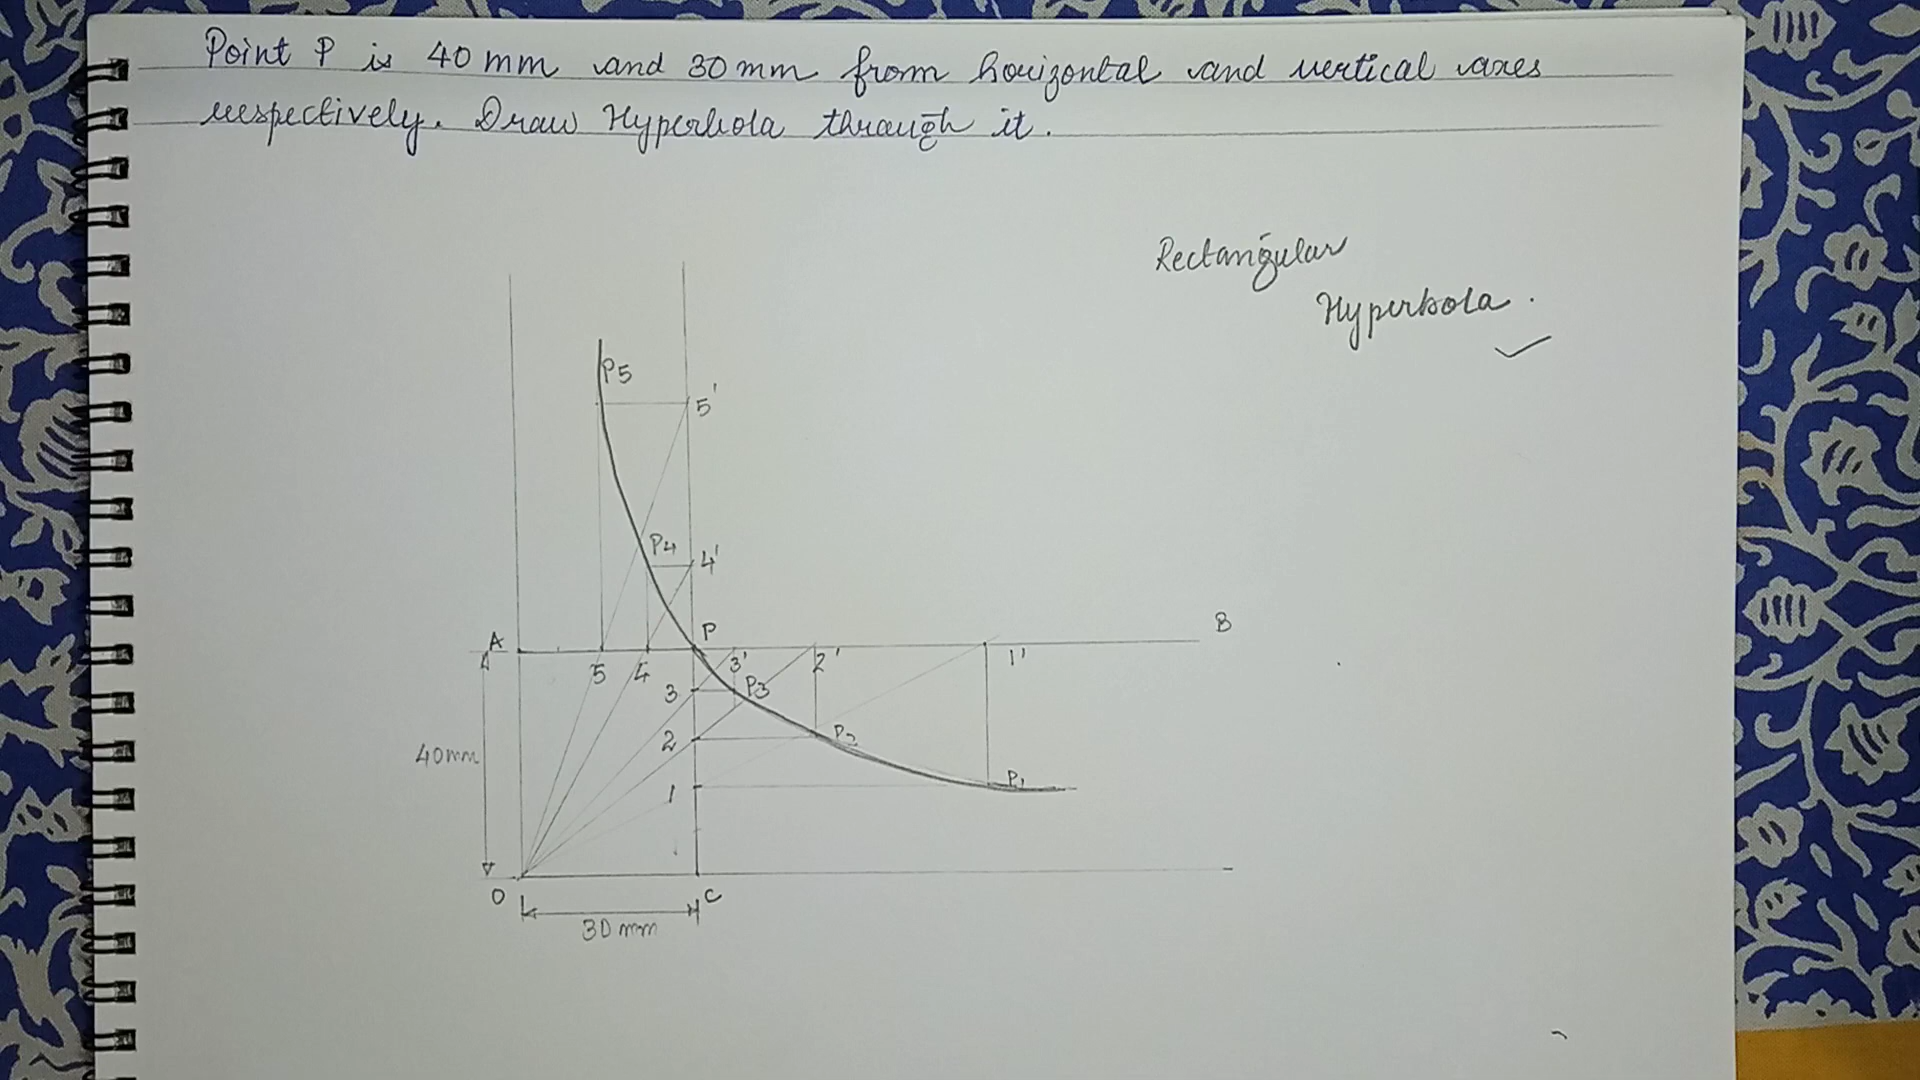 Point P is 40 mm and 30 mm from horizontal and vertical axes
respectively. Draw Hyperbola through it.
Rectangular
Hyperbola.
P5
5'
P4
4'
A
P
B
5
4
3'
2'
1'
3
P3
2
P2
40mm
1
P1
O
C
30 mm